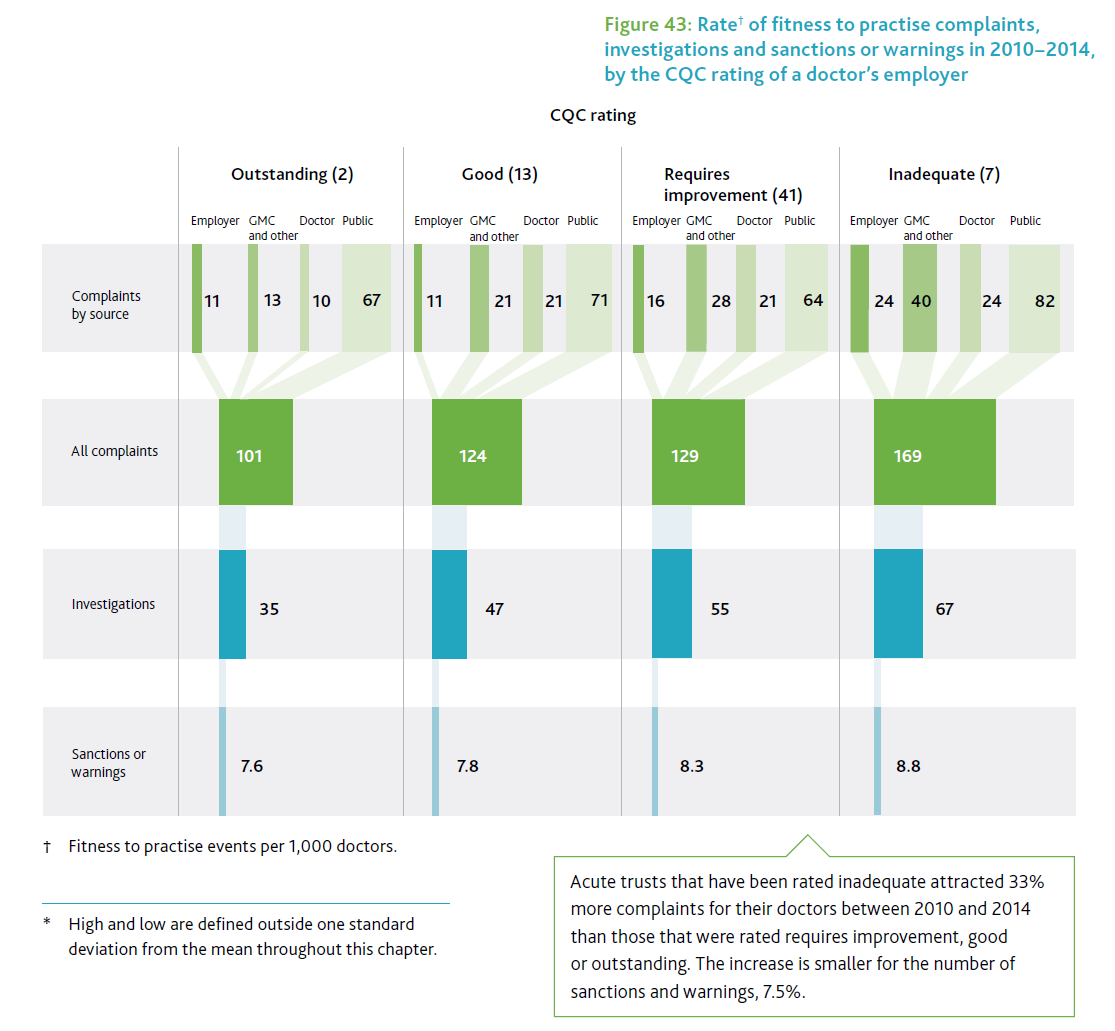 Figure 43: Rate† of fitness to practise complaints,
investigations and sanctions or warnings in 2010–2014,
by the CQC rating of a doctor’s employer
CQC rating
Outstanding (2)
Good (13)
Requires
improvement (41)
Inadequate (7)
Employer GMC
and other Doctor Public
Employer GMC
and other Doctor Public
Employer GMC
and other Doctor Public
Employer GMC
and other Doctor Public
Complaints
by source
11 13 10 67
11 21 21 71
16 28 21 64
24 40 24 82
All complaints
101 124 129 169
Investigations
35 47 55 67
Sanctions or
warnings
7.6 7.8 8.3 8.8
† Fitness to practise events per 1,000 doctors.
* High and low are defined outside one standard
deviation from the mean throughout this chapter.
Acute trusts that have been rated inadequate attracted 33%
more complaints for their doctors between 2010 and 2014
than those that were rated requires improvement, good
or outstanding. The increase is smaller for the number of
sanctions and warnings, 7.5%.